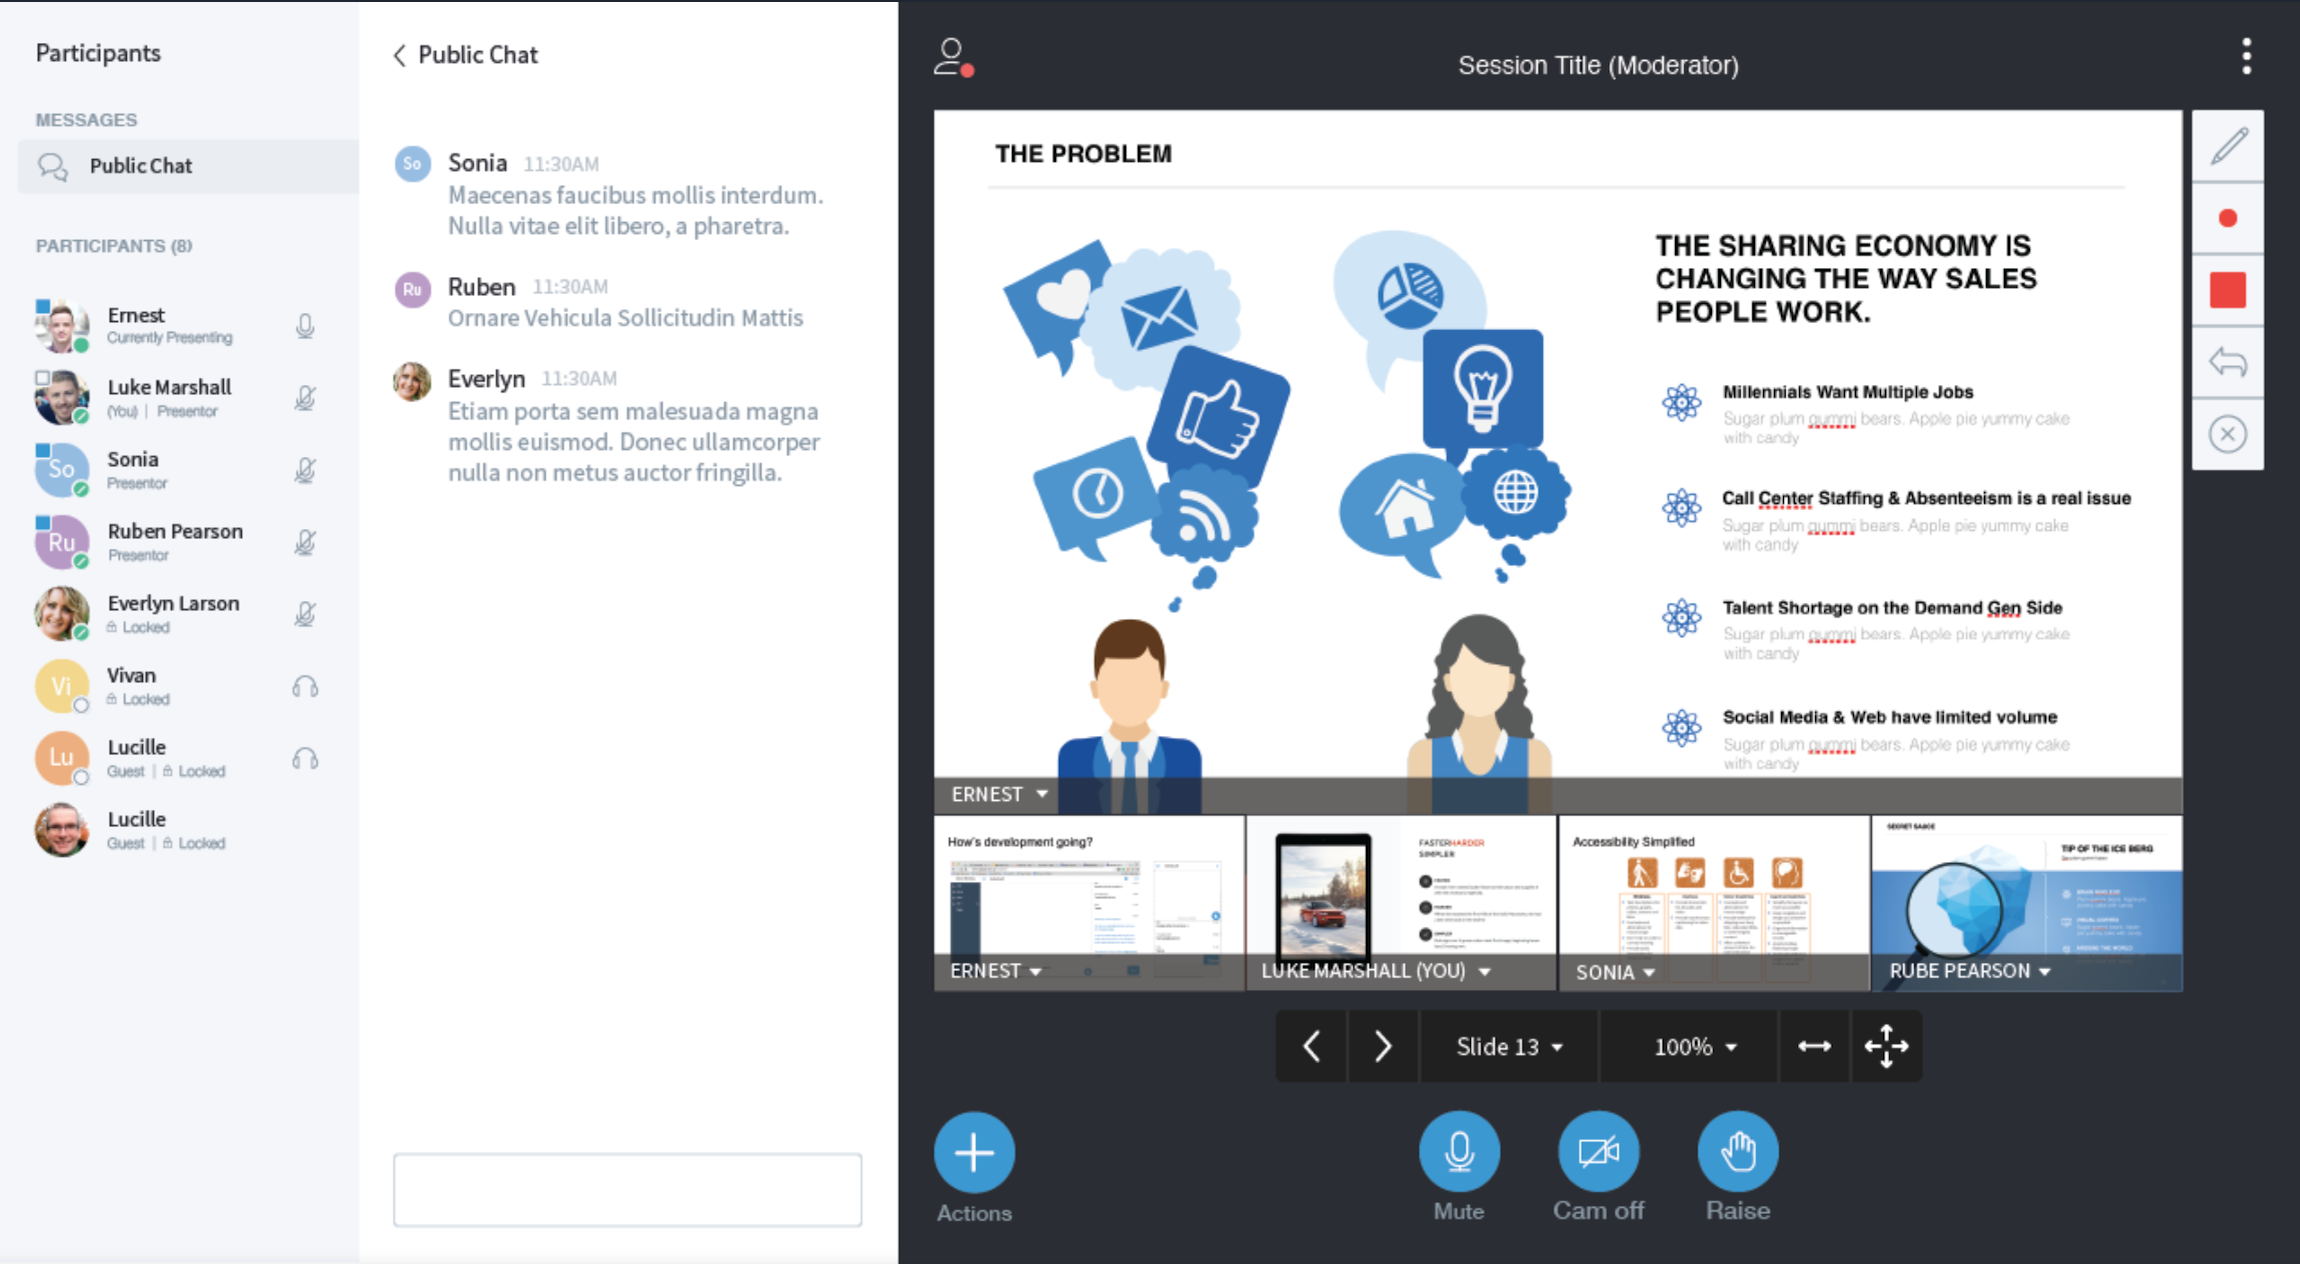 Participants
MESSAGES
Public Chat
PARTICIPANTS (8)
Ernest
Currently Presenting
Luke Marshall
(You) | Presentor
So
Sonia
Presentor
Ru
Ruben Pearson
Presentor
Everlyn Larson
Locked
Vi
Vivan
Locked
Lu
Lucille
Guest | Locked
Lucille
Guest | Locked
Public Chat
So
Sonia 11:30AM
Maecenas faucibus mollis interdum.
Nulla vitae elit libero, a pharetra.
Ru
Ruben 11:30AM
Ornare Vehicula Sollicitudin Mattis
Everlyn 11:30AM
Etiam porta sem malesuada magna
mollis euismod. Donec ullamcorper
nulla non metus auctor fringilla.
Session Title (Moderator)
THE PROBLEM
THE SHARING ECONOMY IS
CHANGING THE WAY SALES
PEOPLE WORK.
Millennials Want Multiple Jobs
Sugar plum gummi bears. Apple pie yummy cake
with candy
Call Center Staffing & Absenteeism is a real issue
Sugar plum gummi bears. Apple pie yummy cake
with candy
Talent Shortage on the Demand Gen Side
Sugar plum gummi bears. Apple pie yummy cake
with candy
Social Media & Web have limited volume
Sugar plum gummi bears. Apple pie yummy cake
with candy
ERNEST
How's development going?
ERNEST
FASTERHARDER
SIMPLER
FASTER
HARDER
SIMPLER
LUKE MARSHALL (YOU)
Accessibility Simplified
SONIA
SECRET SAUCE
TIP OF THE ICE BERG
AROUND THE WORLD
RUBE PEARSON
Slide 13
100%
Actions
Mute
Cam off
Raise